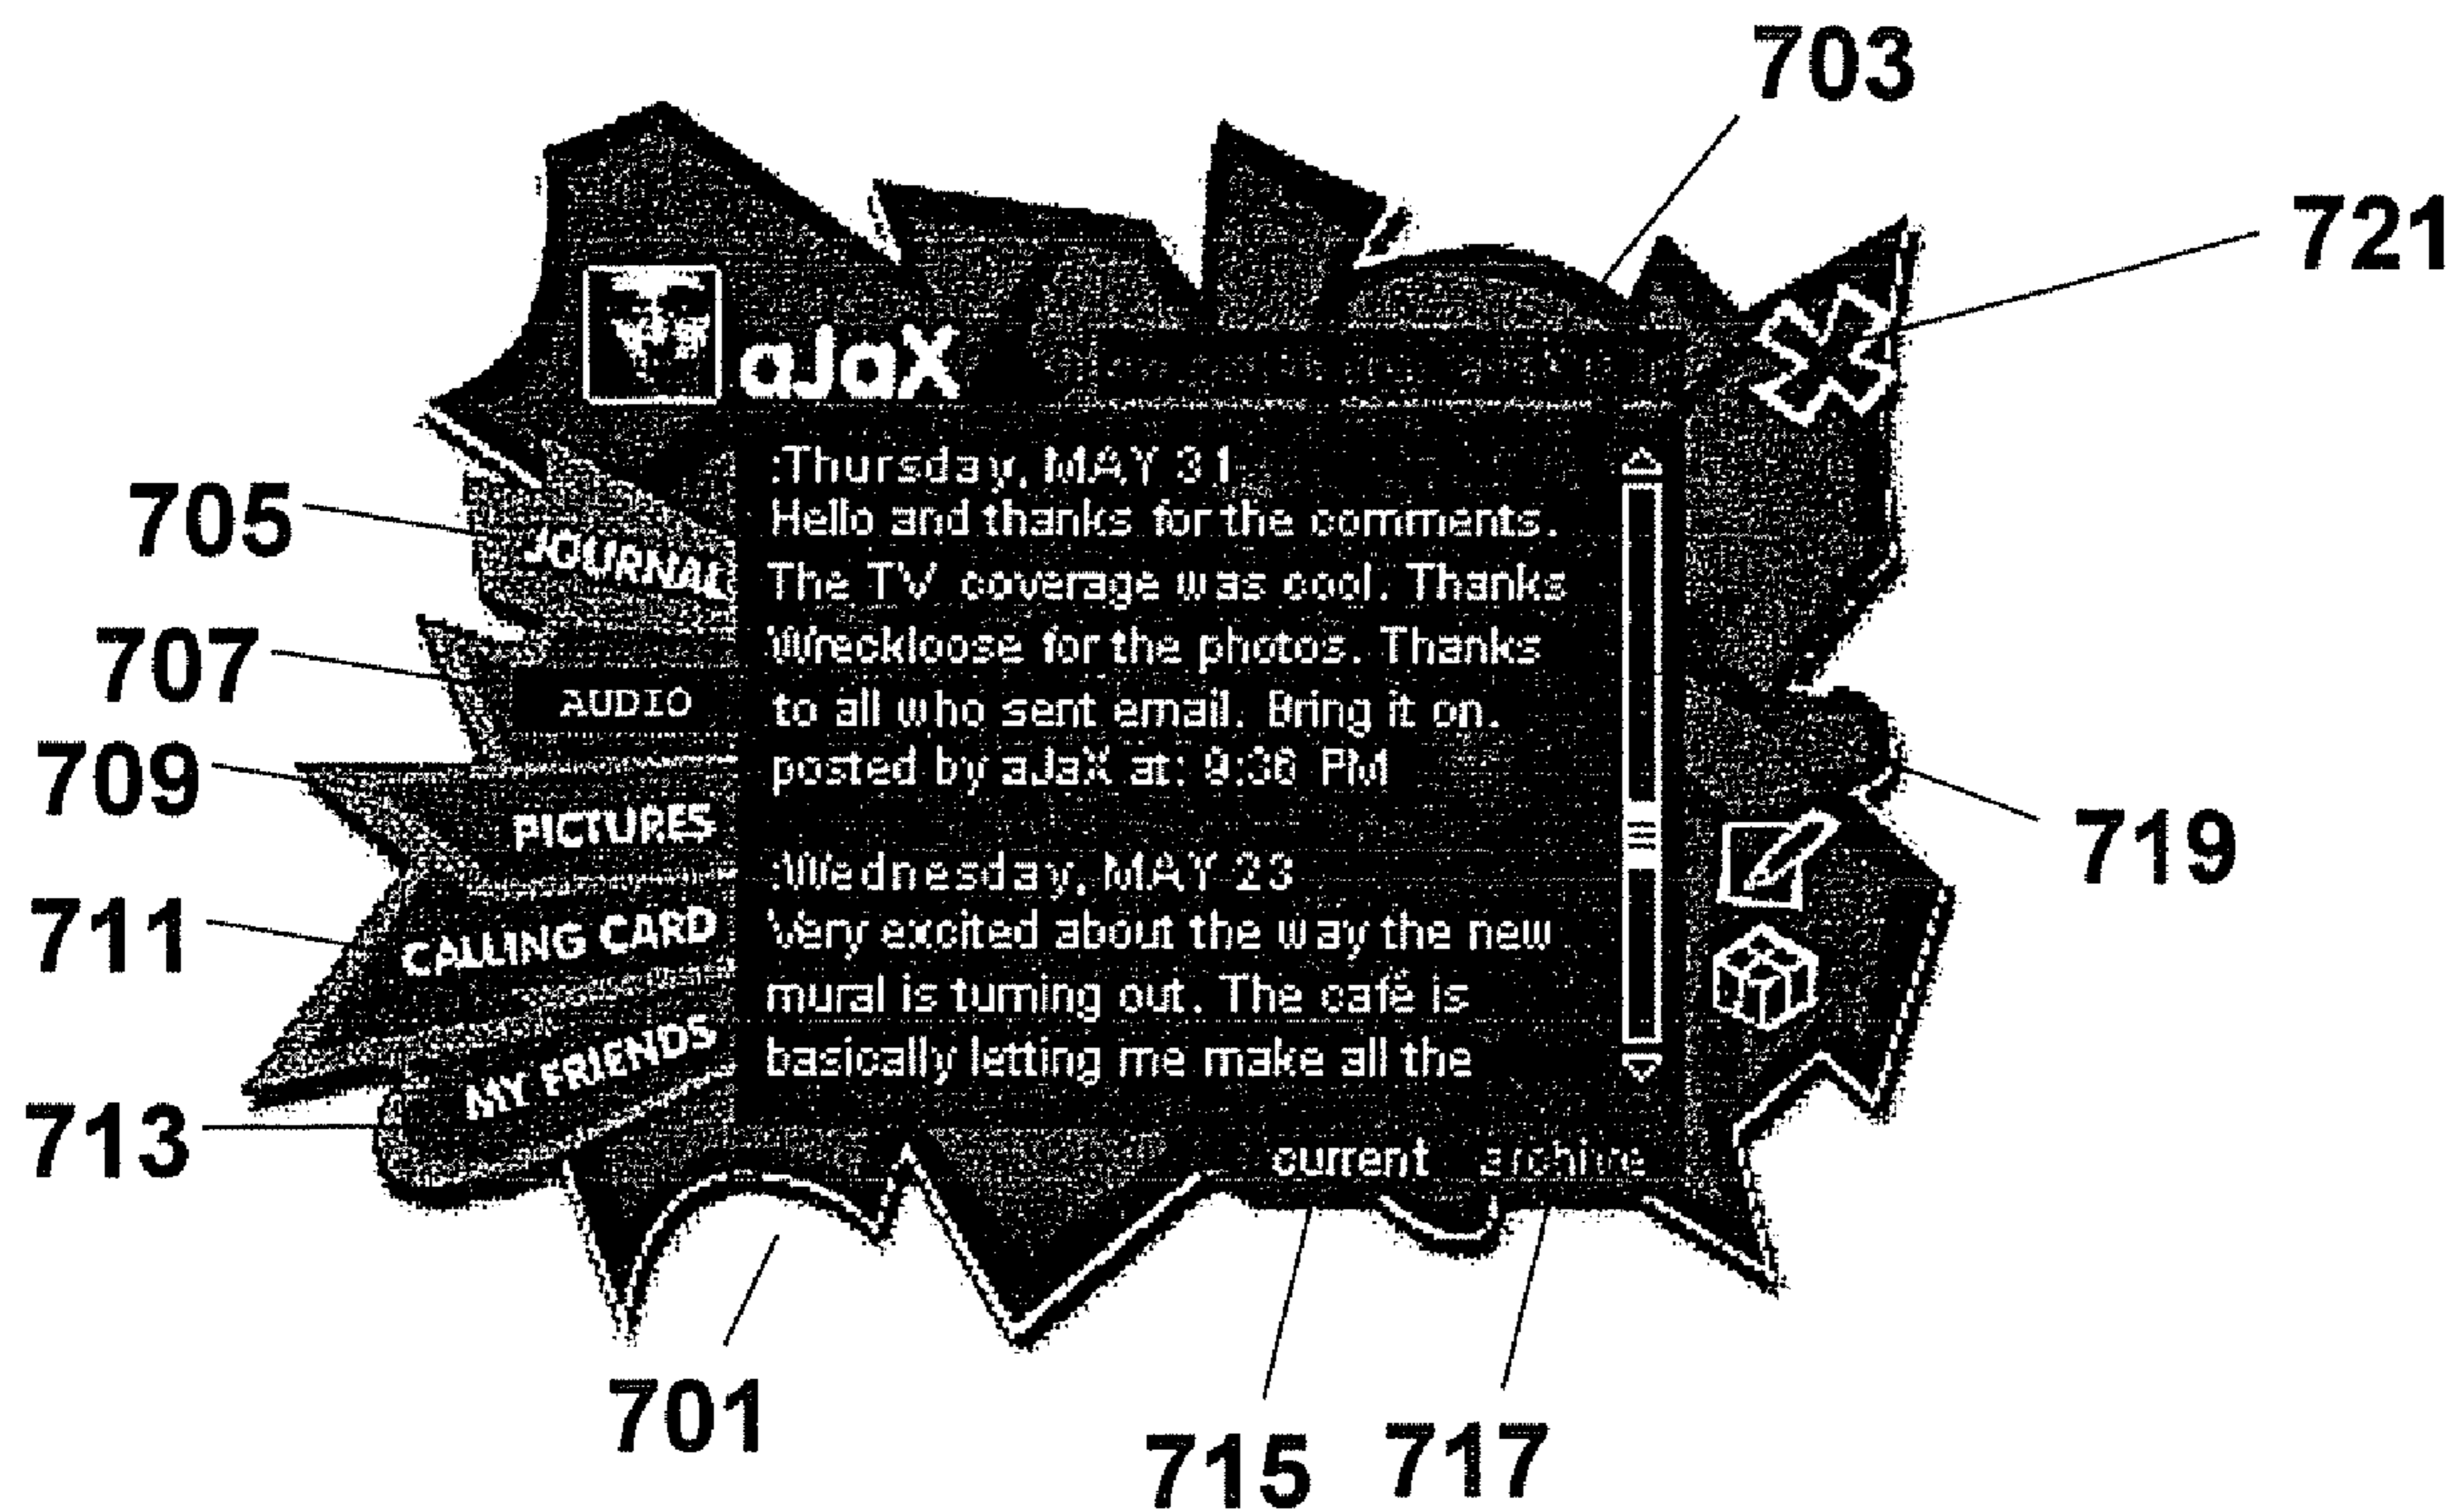 703
721
aJaX
:Thursday, MAY 31
Hello and thanks for the comments.
The TV coverage was cool. Thanks
Wreckloose for the photos. Thanks
to all who sent email. Bring it on.
posted by aJaX at: 9:36 PM
:Wednesday, MAY 23
Very excited about the way the new
mural is turning out. The café is
basically letting me make all the
current archive
705
JOURNAL
707
AUDIO
709
PICTURES
711
CALLING CARD
713
MY FRIENDS
719
701
715
717